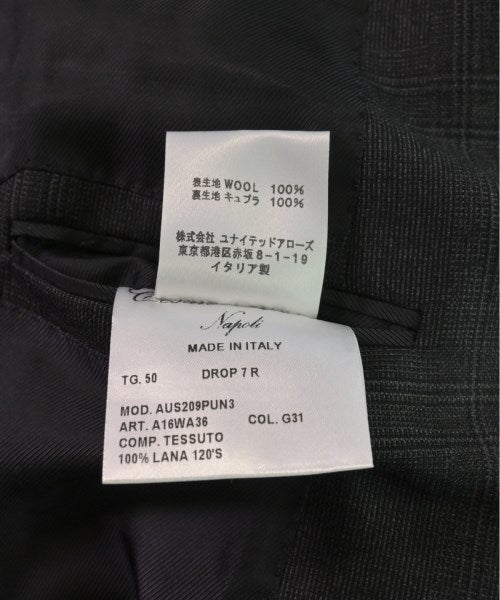 表生地 WOOL 100%
裏生地 キュプラ 100%
株式会社 ユナイテッドアローズ
東京都港区赤坂8-1-19
イタリア製
Napoli
MADE IN ITALY
TG. 50 DROP 7 R
MOD. AUS209PUN3
ART. A16WA36 COL. G31
COMP. TESSUTO
100% LANA 120'S